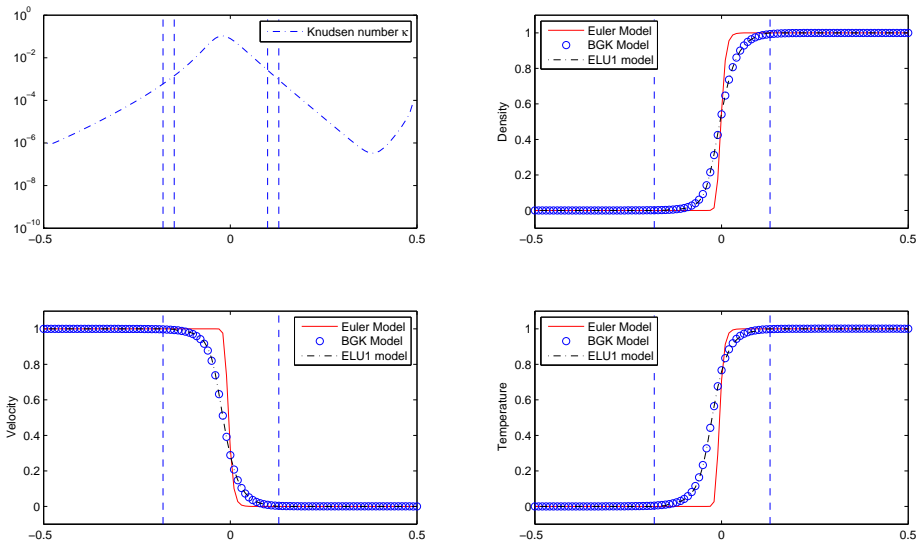 10^0
10^−2
10^−4
10^−6
10^−8
10^−10
−0.5
0
0.5
Knudsen number κ
Density
1
0.8
0.6
0.4
0.2
0
−0.5
0
0.5
Euler Model
BGK Model
ELU1 model
Velocity
1
0.8
0.6
0.4
0.2
0
−0.5
0
0.5
Euler Model
BGK Model
ELU1 model
Temperature
1
0.8
0.6
0.4
0.2
0
−0.5
0
0.5
Euler Model
BGK Model
ELU1 model